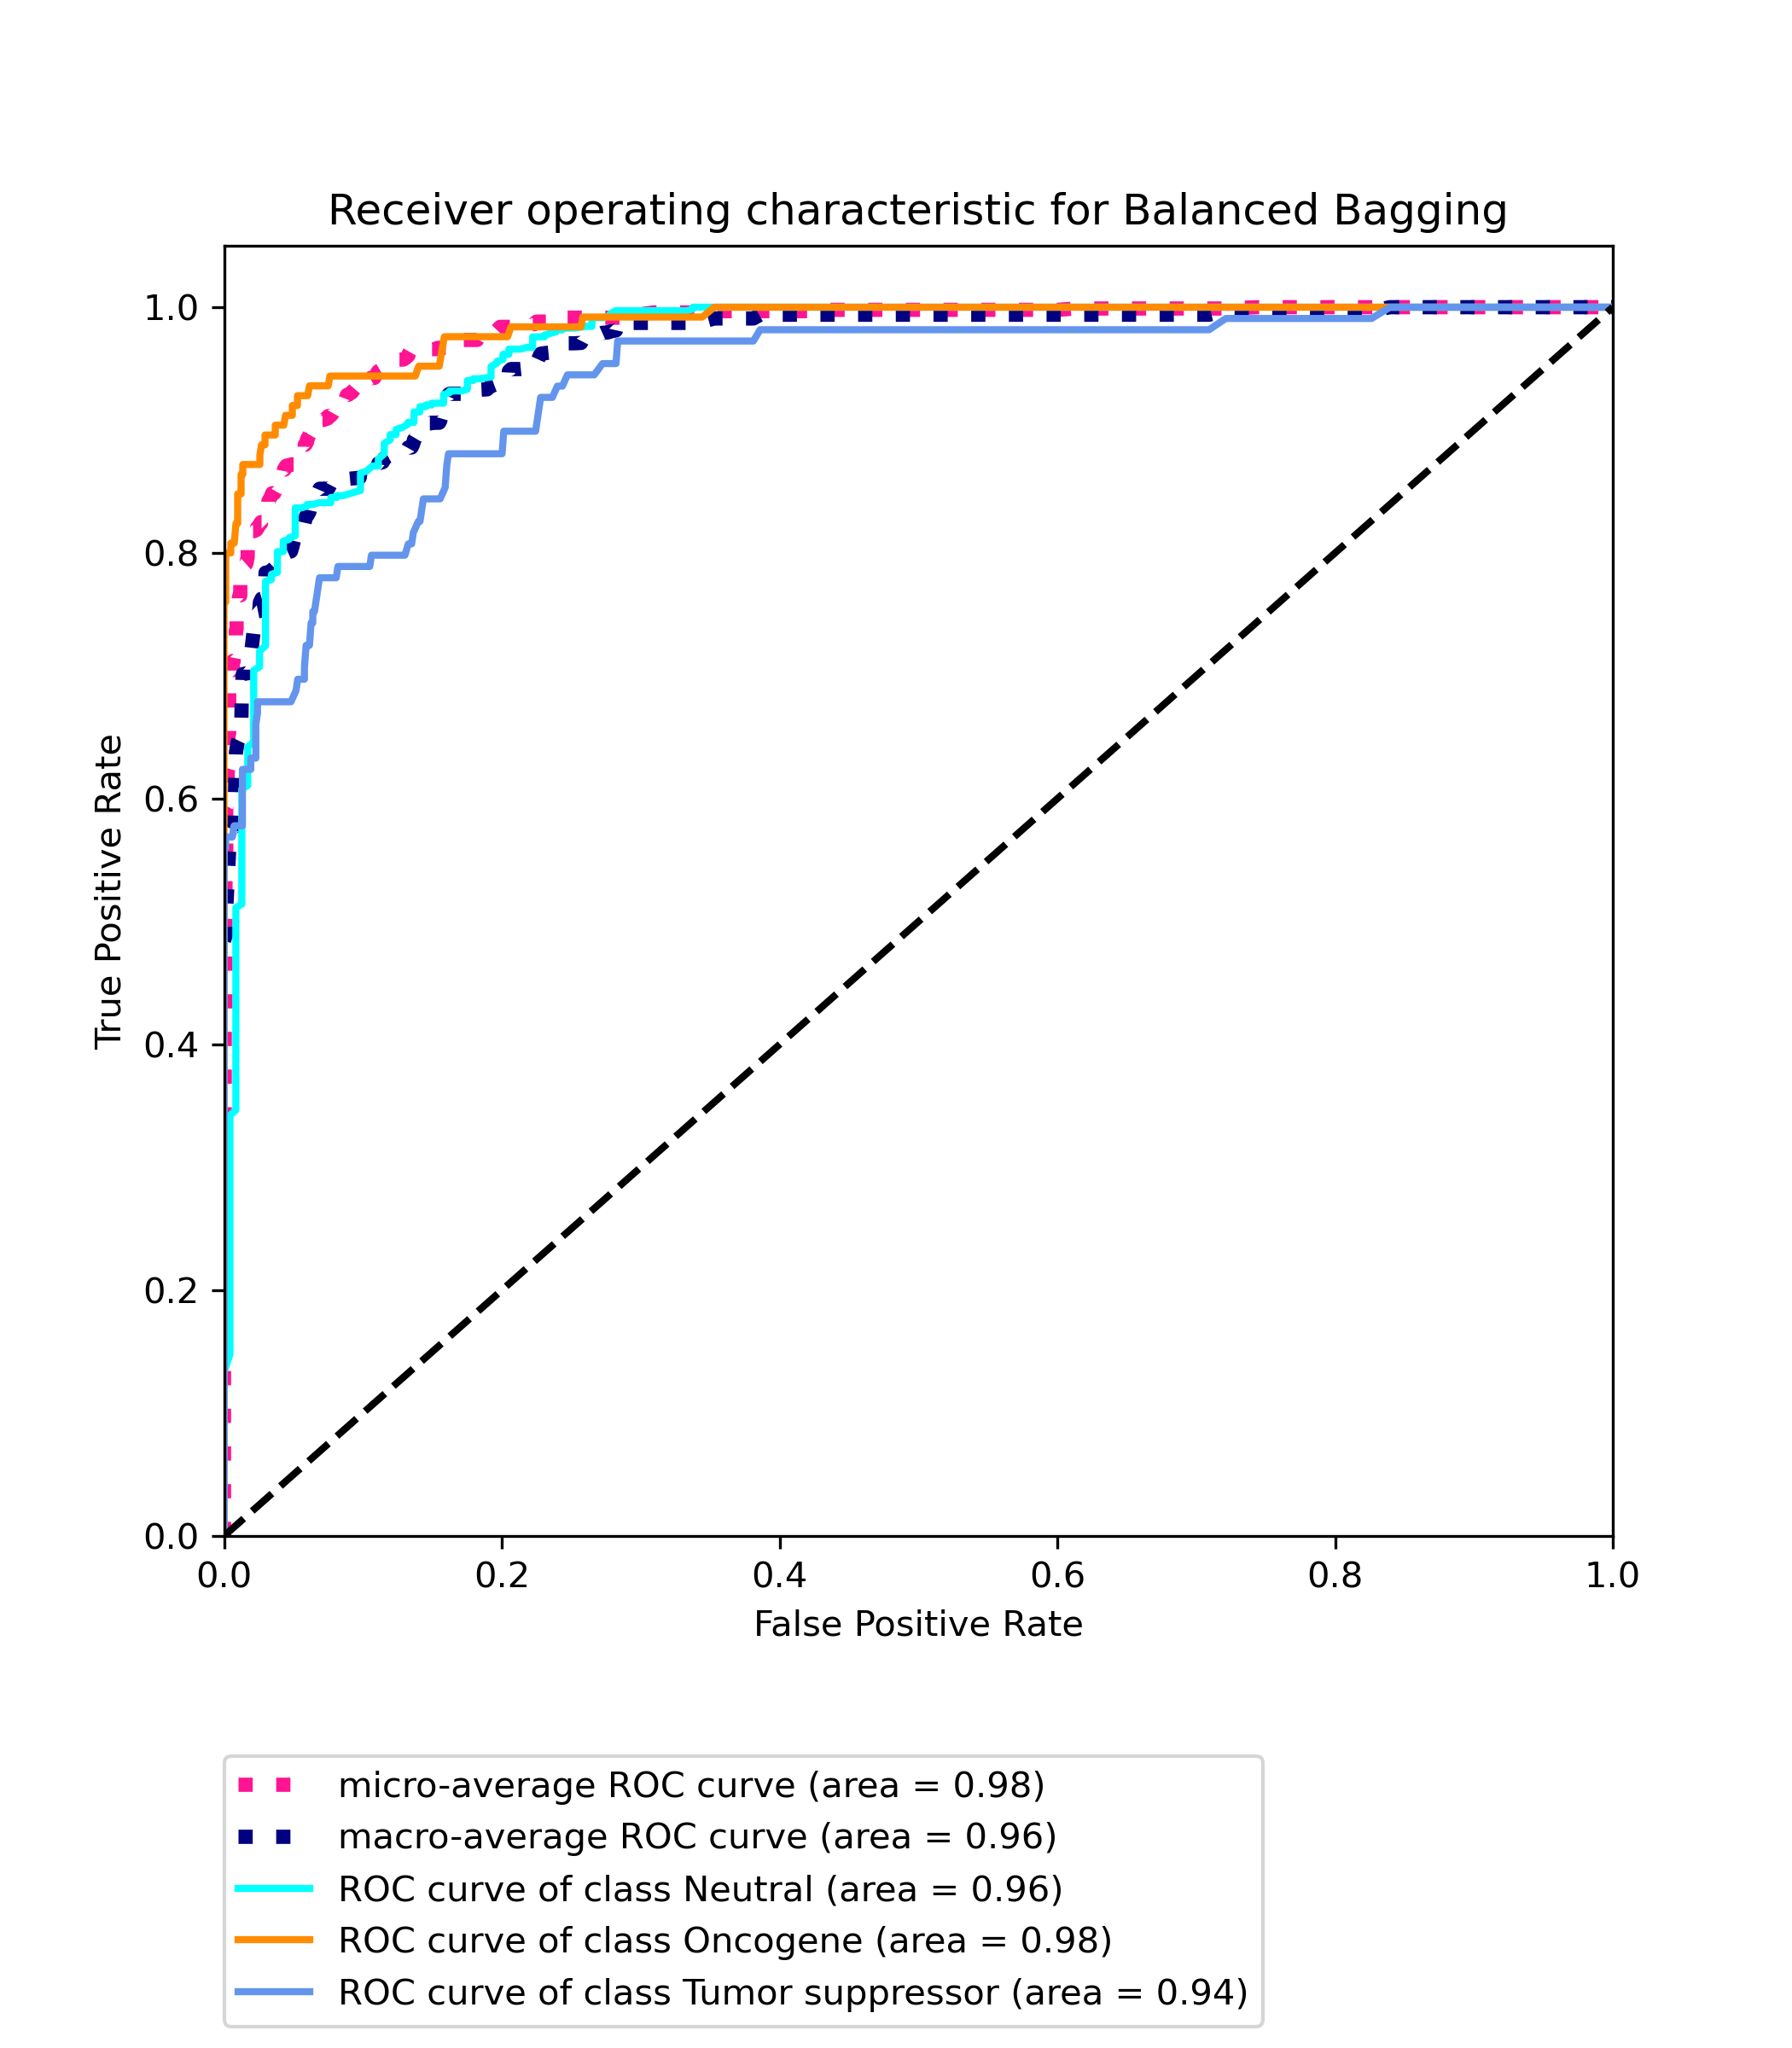 Receiver operating characteristic for Balanced Bagging
1.0
0.8
0.6
0.4
0.2
0.0
True Positive Rate
0.0 0.2 0.4 0.6 0.8 1.0
False Positive Rate
micro-average ROC curve (area = 0.98)
macro-average ROC curve (area = 0.96)
ROC curve of class Neutral (area = 0.96)
ROC curve of class Oncogene (area = 0.98)
ROC curve of class Tumor suppressor (area = 0.94)